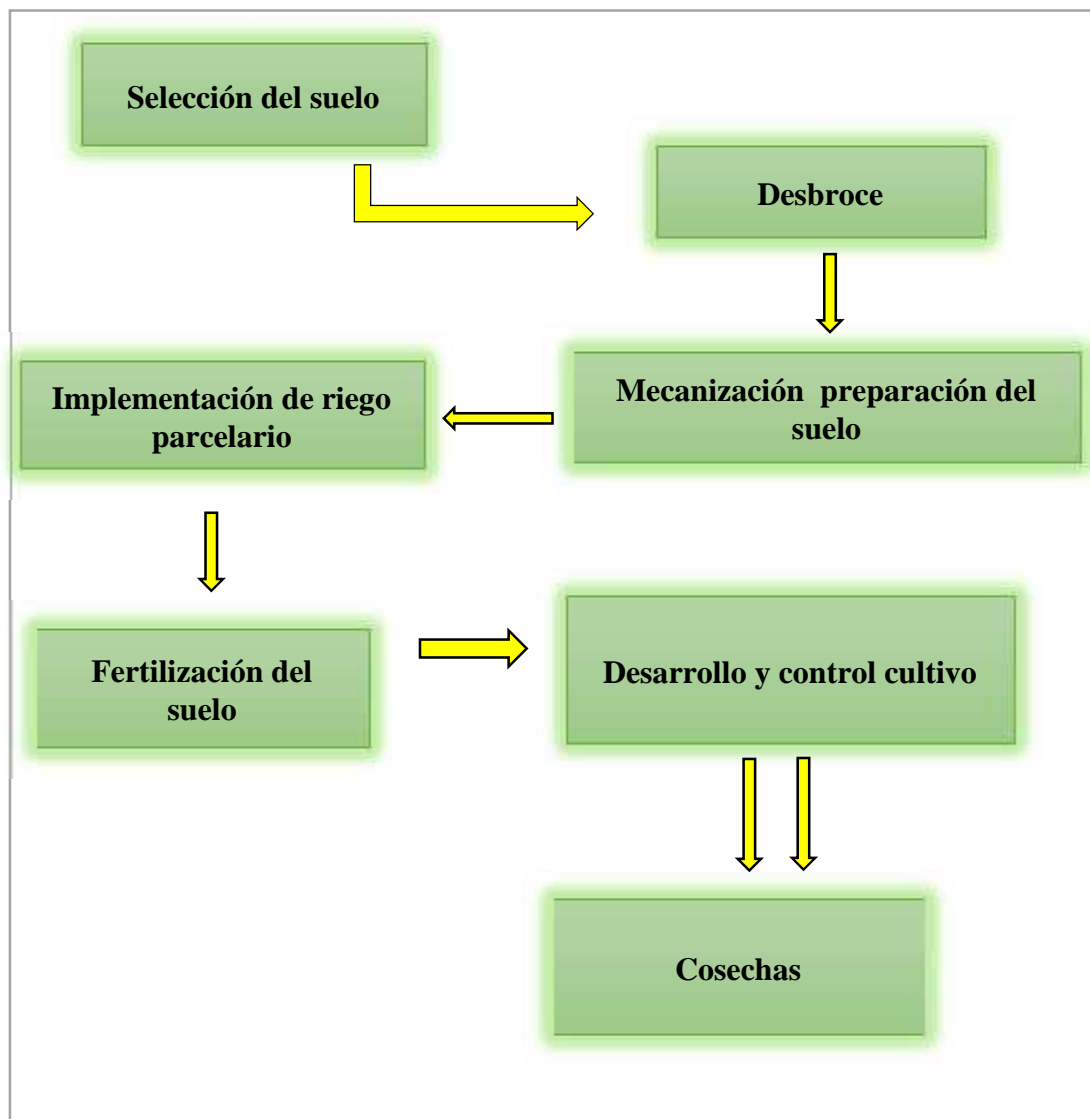 Selección del suelo
Desbroce
Mecanización  preparación del
suelo
Implementación de riego
parcelario
Fertilización del
suelo
Desarrollo y control cultivo
Cosechas